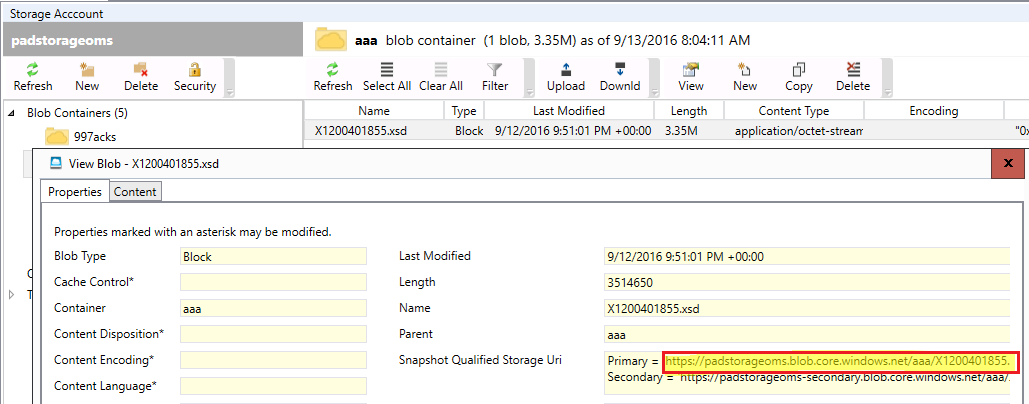 Storage Acccount
padstorageoms
aaa blob container (1 blob, 3.35M) as of 9/13/2016 8:04:11 AM
Refresh New Delete Security
Refresh Select All Clear All Filter Upload Downld View New Copy Delete
Blob Containers (5)
997acks
Name Type Last Modified Length Content Type Encoding
X1200401855.xsd Block 9/12/2016 9:51:01 PM +00:00 3.35M application/octet-stream "0x
View Blob - X1200401855.xsd
x
Properties Content
Properties marked with an asterisk may be modified.
Blob Type Block Last Modified 9/12/2016 9:51:01 PM +00:00
Cache Control* Length 3514650
Container aaa Name X1200401855.xsd
Content Disposition* Parent aaa
Content Encoding* Snapshot Qualified Storage Uri Primary = https://padstorageoms.blob.core.windows.net/aaa/X1200401855.
Content Language* Secondary = https://padstorageoms-secondary.blob.core.windows.net/aaa/